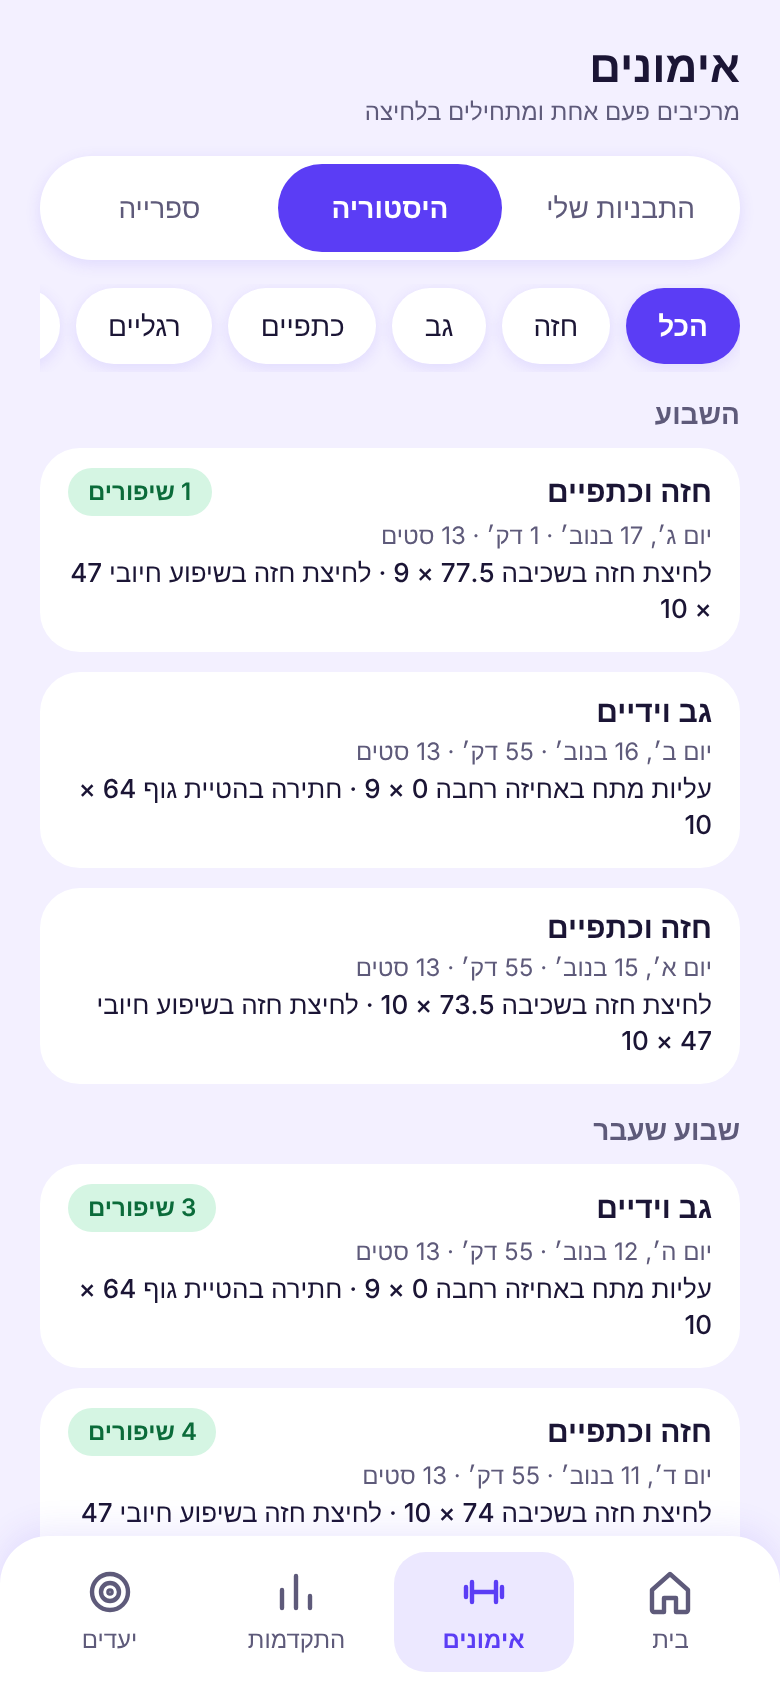 אימונים
מרכיבים פעם אחת ומתחילים בלחיצה
התבניות שלי
היסטוריה
ספרייה
הכל
חזה
גב
כתפיים
רגליים
השבוע
חזה וכתפיים
1 שיפורים
יום ג׳, 17 בנוב׳ · 1 דק׳ · 13 סטים
לחיצת חזה בשכיבה 77.5 × 9 · לחיצת חזה בשיפוע חיובי 47
× 10
גב וידיים
יום ב׳, 16 בנוב׳ · 55 דק׳ · 13 סטים
עליות מתח באחיזה רחבה 0 × 9 · חתירה בהטיית גוף 64 ×
10
חזה וכתפיים
יום א׳, 15 בנוב׳ · 55 דק׳ · 13 סטים
לחיצת חזה בשכיבה 73.5 × 10 · לחיצת חזה בשיפוע חיובי
47 × 10
שבוע שעבר
גב וידיים
3 שיפורים
יום ה׳, 12 בנוב׳ · 55 דק׳ · 13 סטים
עליות מתח באחיזה רחבה 0 × 9 · חתירה בהטיית גוף 64 ×
10
חזה וכתפיים
4 שיפורים
יום ד׳, 11 בנוב׳ · 55 דק׳ · 13 סטים
לחיצת חזה בשכיבה 74 × 10 · לחיצת חזה בשיפוע חיובי 47
בית
אימונים
התקדמות
יעדים